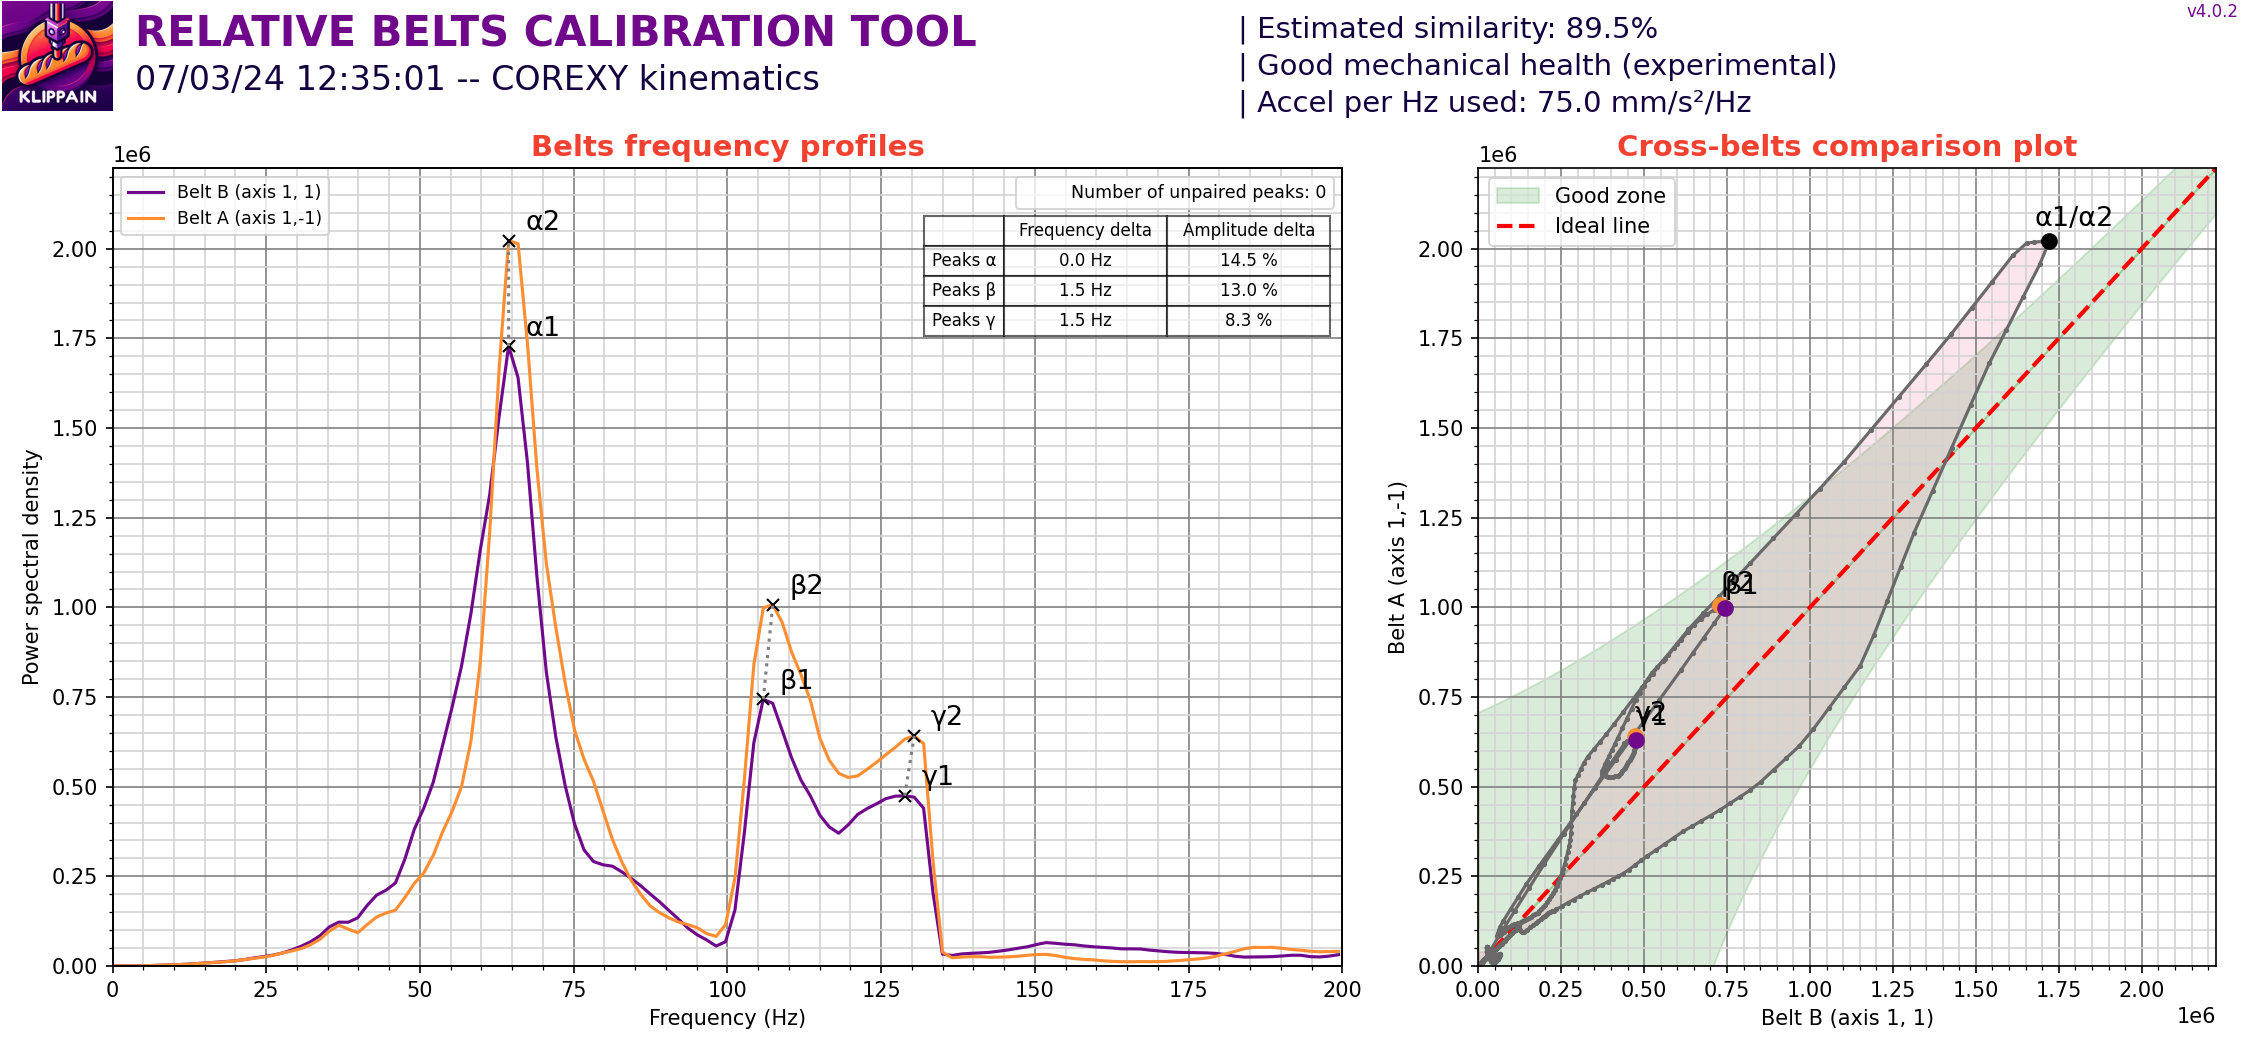 KLIPPAIN
RELATIVE BELTS CALIBRATION TOOL
07/03/24 12:35:01 -- COREXY kinematics
| Estimated similarity: 89.5%
| Good mechanical health (experimental)
| Accel per Hz used: 75.0 mm/s²/Hz
v4.0.2
Belts frequency profiles
1e6
Belt B (axis 1, 1)
Belt A (axis 1,-1)
Number of unpaired peaks: 0
Frequency delta Amplitude delta
Peaks α 0.0 Hz 14.5 %
Peaks β 1.5 Hz 13.0 %
Peaks γ 1.5 Hz 8.3 %
α2
α1
β2
β1
γ2
γ1
Power spectral density
2.00
1.75
1.50
1.25
1.00
0.75
0.50
0.25
0.00
0 25 50 75 100 125 150 175 200
Frequency (Hz)
Cross-belts comparison plot
1e6
Good zone
Ideal line
α1/α2
β2
β1
γ2
γ1
Belt A (axis 1,-1)
2.00
1.75
1.50
1.25
1.00
0.75
0.50
0.25
0.00
0.00 0.25 0.50 0.75 1.00 1.25 1.50 1.75 2.00
Belt B (axis 1, 1)
1e6